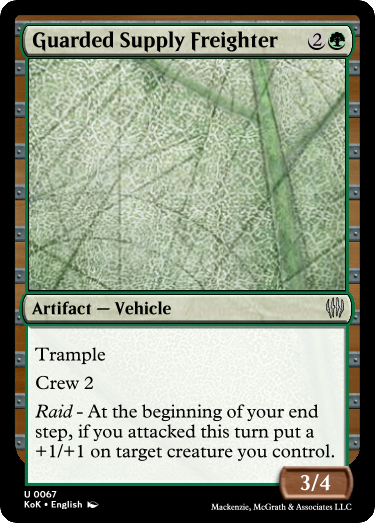 Guarded Supply Freighter 2
Artifact — Vehicle
Trample
Crew 2
Raid - At the beginning of your end
step, if you attacked this turn put a
+1/+1 on target creature you control.
3/4
U 0067
KoK • English
Mackenzie, McGrath & Associates LLC